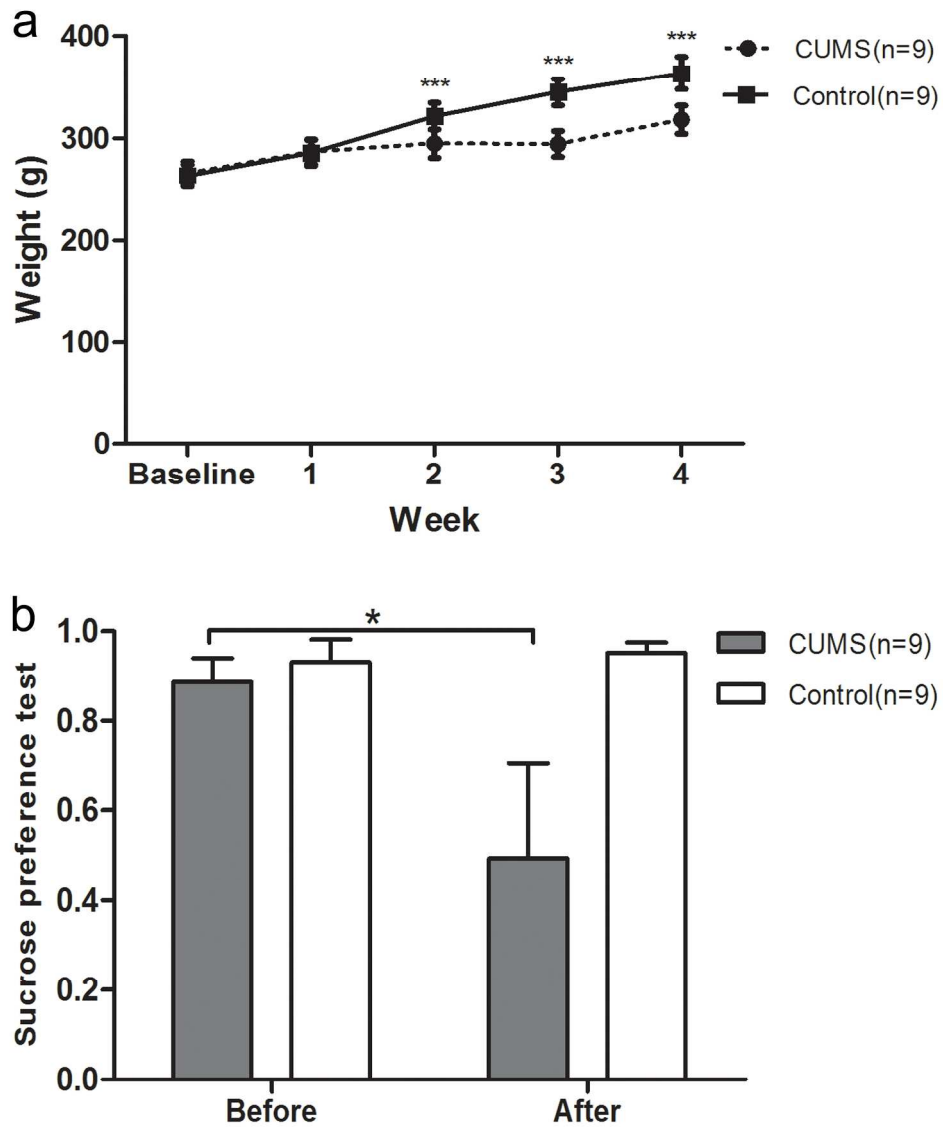 a
400
300
200
100
0
Weight (g)
***
***
***
CUMS(n=9)
Control(n=9)
Baseline 1 2 3 4
Week
b
1.0
0.8
0.6
0.4
0.2
0.0
Sucrose preference test
*
CUMS(n=9)
Control(n=9)
Before After